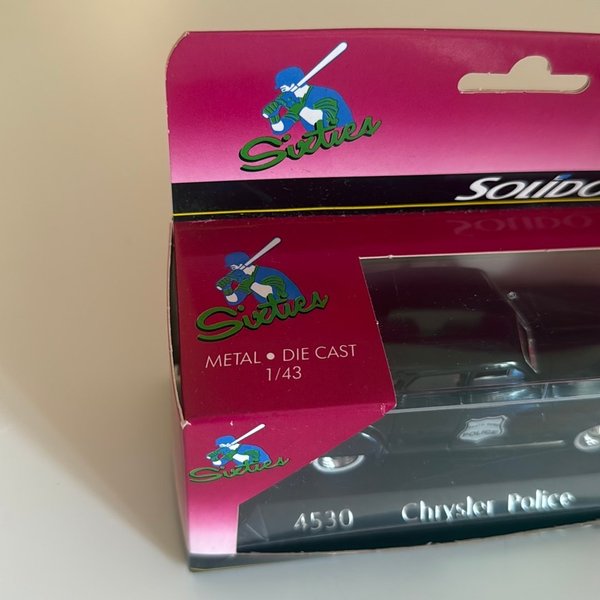 Sixties
SOLIDO
Sixties
METAL • DIE CAST
1/43
Sixties
POLICE
4530 Chrysler Police